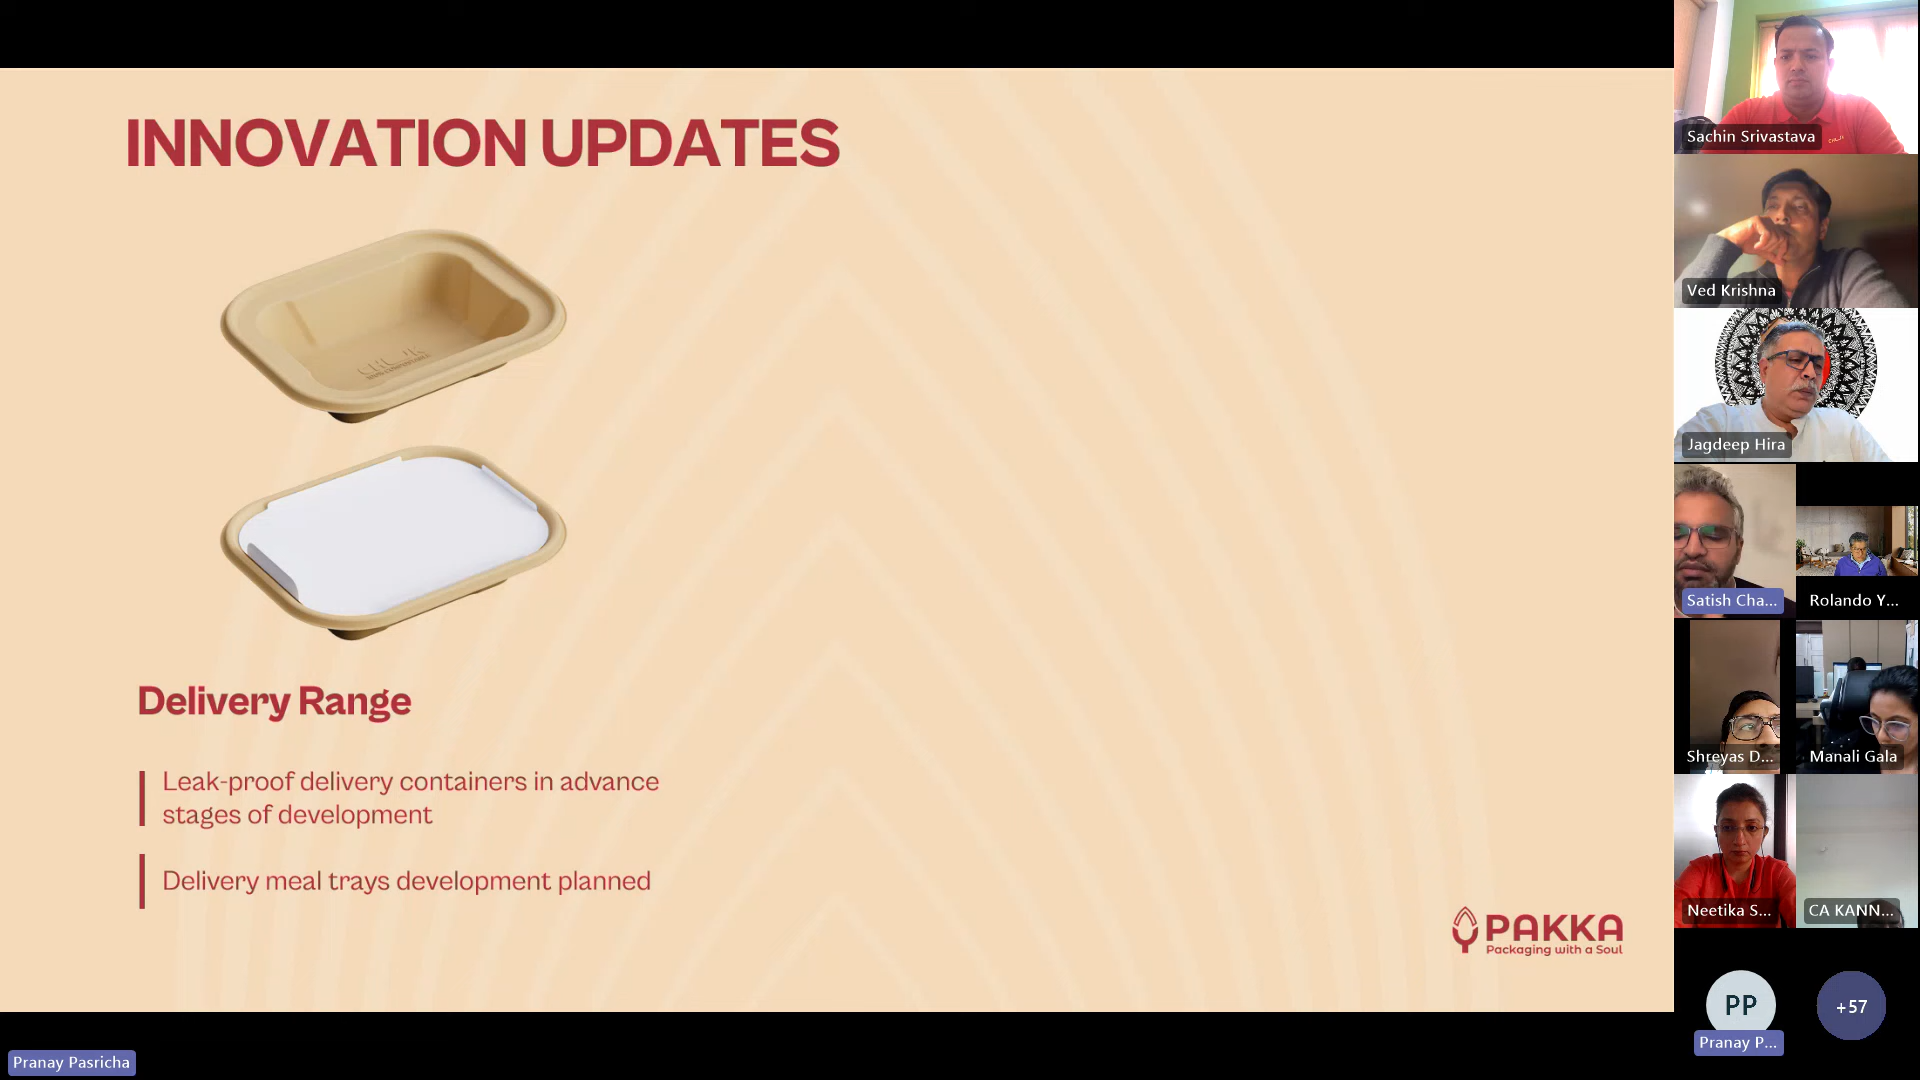 INNOVATION UPDATES
Delivery Range
Leak-proof delivery containers in advance
stages of development
Delivery meal trays development planned
PAKKA
Packaging with a Soul
Pranay Pasricha
Sachin Srivastava
Ved Krishna
Jagdeep Hira
Satish Cha...
Rolando Y...
Shreyas D...
Manali Gala
Neetika S...
CA KANN...
PP
Pranay P...
+57